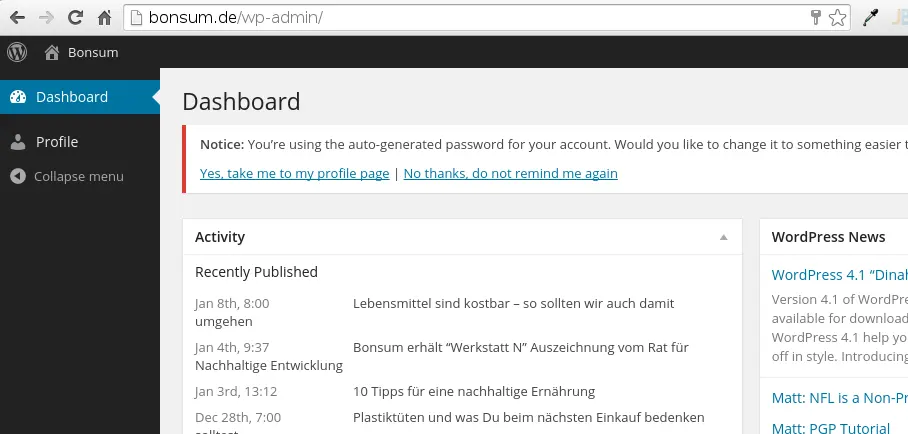 bonsum.de/wp-admin/
Bonsum
Dashboard
Profile
Collapse menu
Dashboard
Notice: You’re using the auto-generated password for your account. Would you like to change it to something easier
Yes, take me to my profile page | No thanks, do not remind me again
Activity
Recently Published
Jan 8th, 8:00 Lebensmittel sind kostbar – so sollten wir auch damit
umgehen
Jan 4th, 9:37 Bonsum erhält “Werkstatt N” Auszeichnung vom Rat für
Nachhaltige Entwicklung
Jan 3rd, 13:12 10 Tipps für eine nachhaltige Ernährung
Dec 28th, 7:00 Plastiktüten und was Du beim nächsten Einkauf bedenken
WordPress News
WordPress 4.1 “Dinah
Version 4.1 of WordPre
available for download
WordPress 4.1 help yo
off in style. Introducing
Matt: NFL is a Non-Pr
Matt: PGP Tutorial